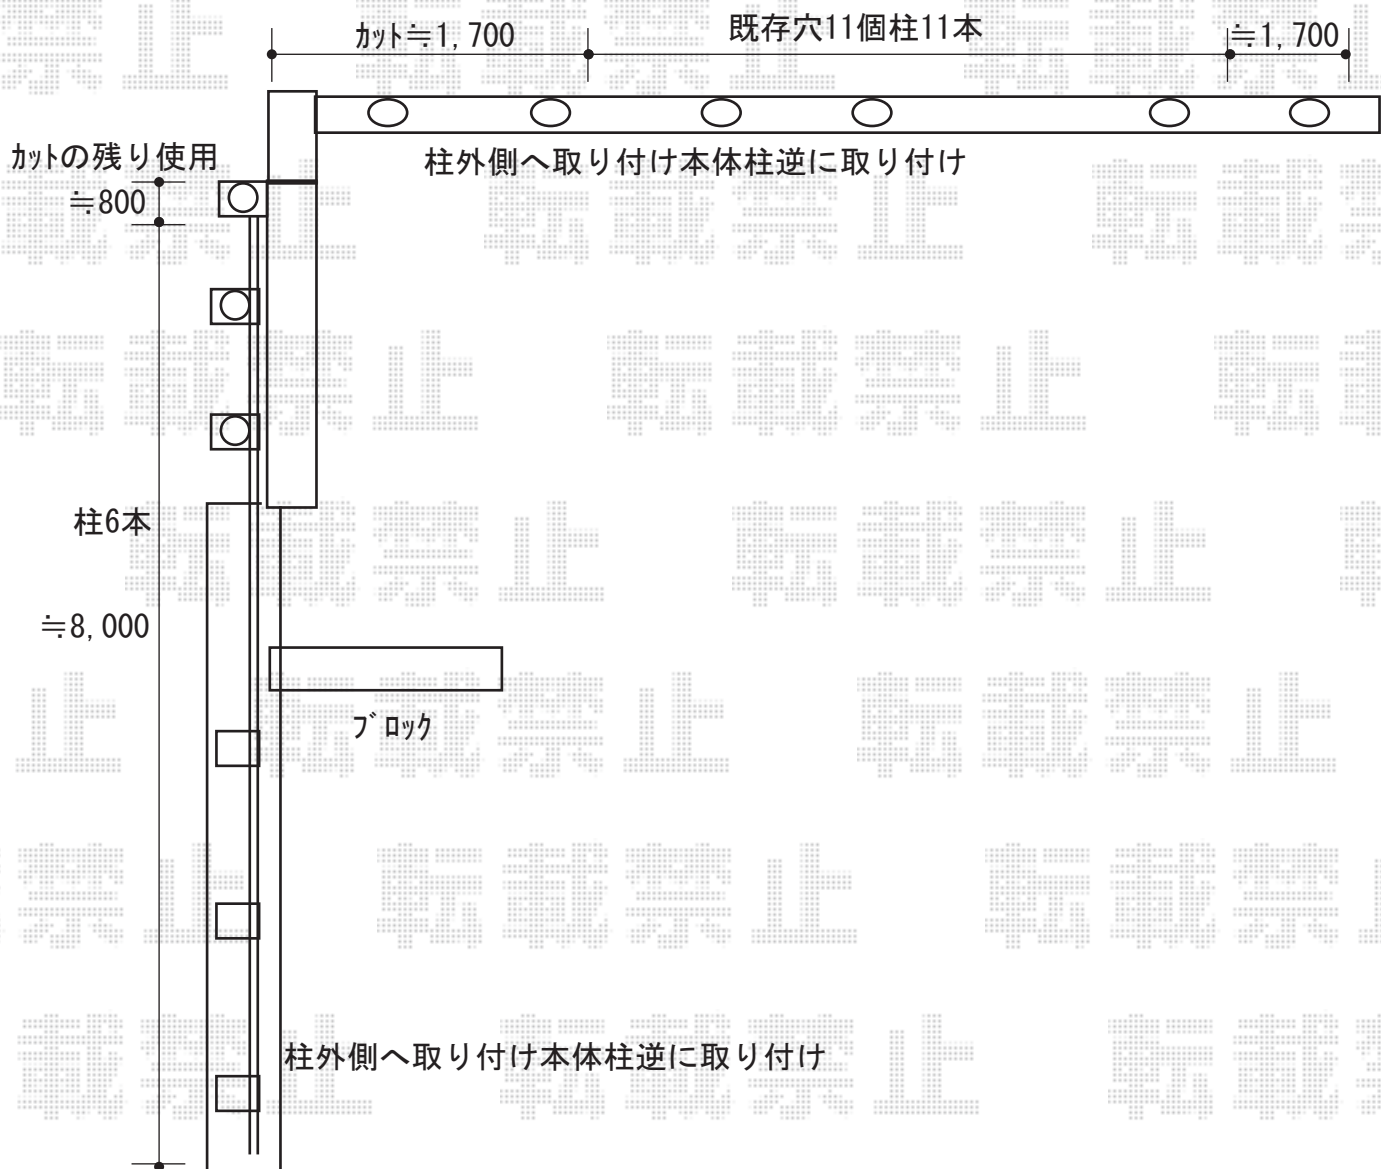 ｶｯﾄ≒1,700
既存穴11個柱11本
≒1,700
ｶｯﾄの残り使用
≒800
柱外側へ取り付け本体柱逆に取り付け
柱6本
≒8,000
ﾌﾞﾛｯｸ
柱外側へ取り付け本体柱逆に取り付け
転載禁止